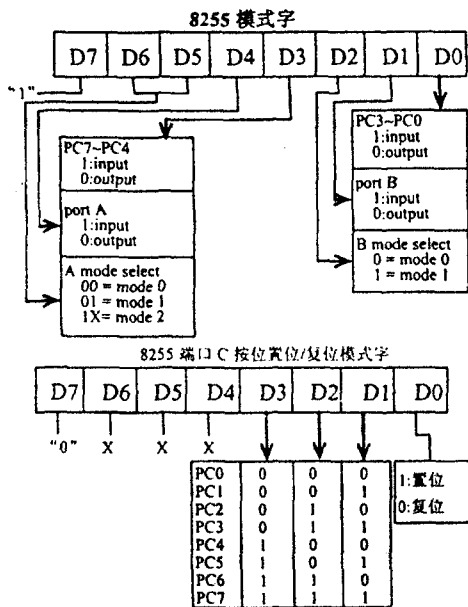 8255 模式字
D7 D6 D5 D4 D3 D2 D1 D0
"1"
PC7~PC4
1:input
0:output
port A
1:input
0:output
A mode select
00 = mode 0
01 = mode 1
1X= mode 2
PC3~PC0
1:input
0:output
port B
1:input
0:output
B mode select
0 = mode 0
1 = mode 1
8255 端口 C 按位置位/复位模式字
D7 D6 D5 D4 D3 D2 D1 D0
"0" X X X
PC0 0 0 0
PC1 0 0 1
PC2 0 1 0
PC3 0 1 1
PC4 1 0 0
PC5 1 0 1
PC6 1 1 0
PC7 1 1 1
1:置位
0:复位